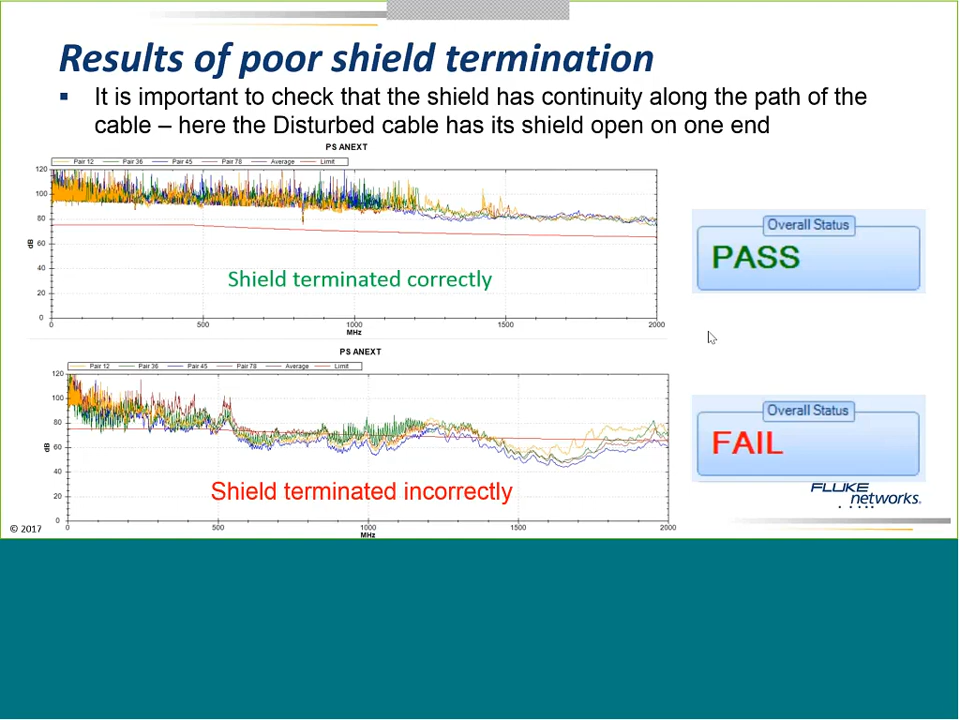 Results of poor shield termination
▪ It is important to check that the shield has continuity along the path of the
cable – here the Disturbed cable has its shield open on one end
PS ANEXT
Pair 12 Pair 36 Pair 45 Pair 78 Average Limit
120
100
80
60
40
20
0
dB
Shield terminated correctly
0 500 1000 1500 2000
MHz
Overall Status
PASS
PS ANEXT
Pair 12 Pair 36 Pair 45 Pair 78 Average Limit
120
100
80
60
40
20
0
dB
Shield terminated incorrectly
0 500 1000 1500 2000
MHz
Overall Status
FAIL
FLUKE
networks.
© 2017